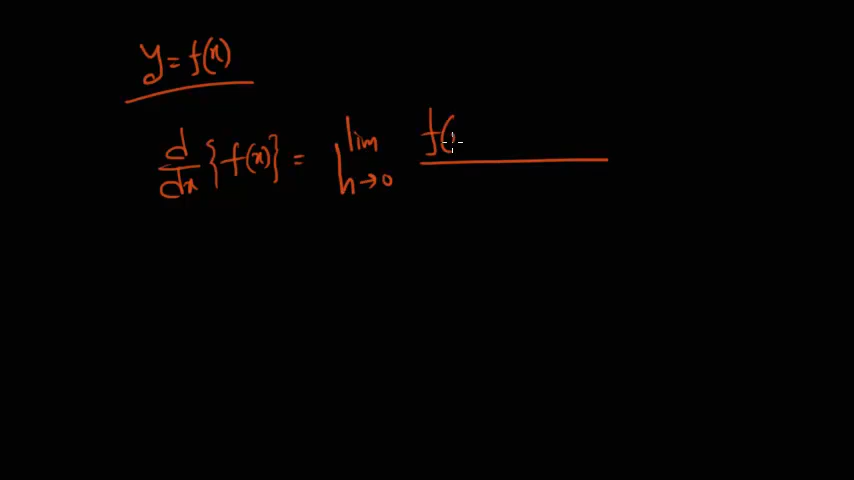 y = f(x)
d/dx {f(x)} = lim h→0 f(